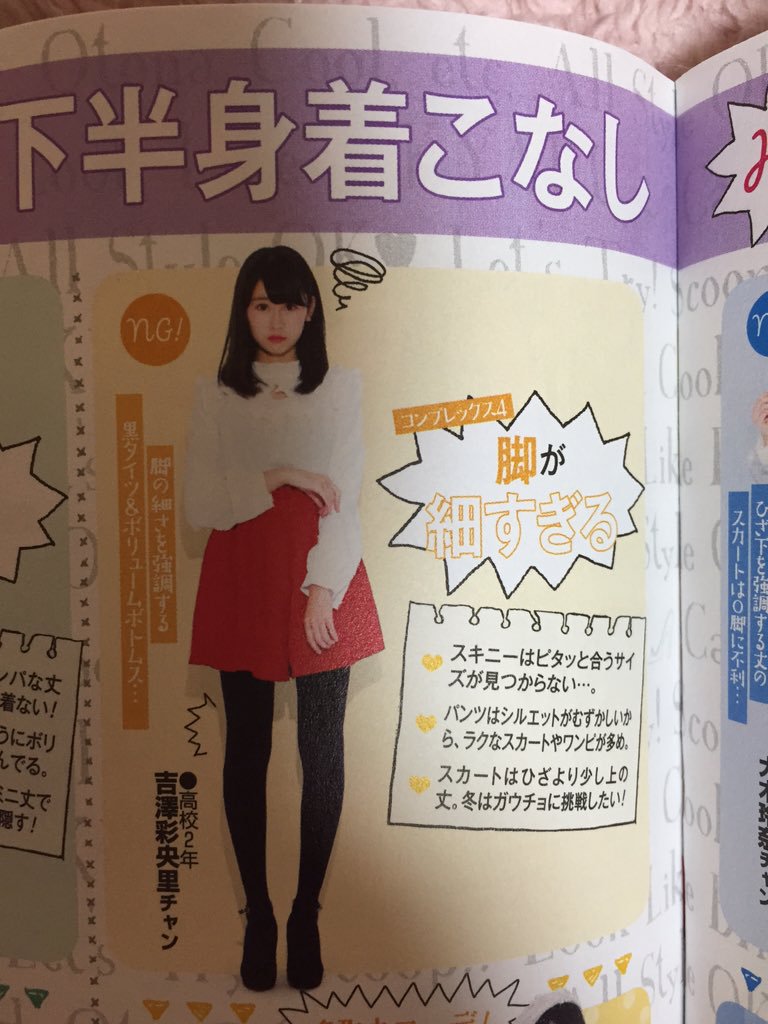 下半身着こなし
NG!
脚の細さを強調する
黒タイツ&ボリュームボトムス…
コンプレックス4
脚が
細すぎる
スキニーはピタッと合うサイ
ズが見つからない…。
パンツはシルエットがむずかしいか
ら、ラクなスカートやワンピが多め。
スカートはひざより少し上の
丈。冬はガウチョに挑戦したい!
●高校2年
吉澤彩央里チャン
ンパな丈
着ない!
うにボリ
んでる。
ミニ丈で
隠す!
ひざ下を強調する丈の
スカートはO脚に不利…